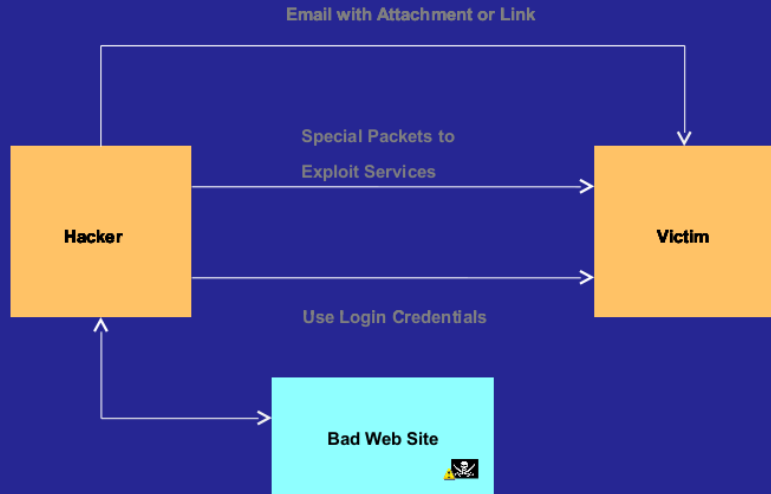 Email with Attachment or Link
Special Packets to
Exploit Services
Hacker
Victim
Use Login Credentials
Bad Web Site